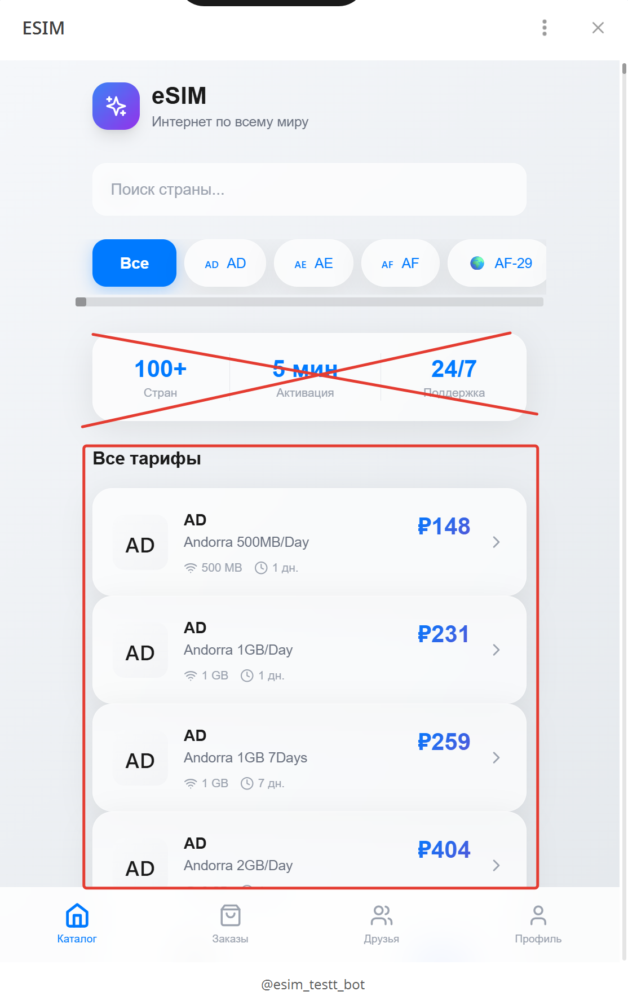 ESIM
eSIM
Интернет по всему миру
Поиск страны...
Все
AD AD
AE AE
AF AF
AF-29
100+ 5 мин 24/7
Стран Активация Поддержка
Все тарифы
AD
AD
Andorra 500MB/Day
500 MB 1 дн.
₽148
AD
AD
Andorra 1GB/Day
1 GB 1 дн.
₽231
AD
AD
Andorra 1GB 7Days
1 GB 7 дн.
₽259
AD
AD
Andorra 2GB/Day
₽404
Каталог Заказы Друзья Профиль
@esim_testt_bot